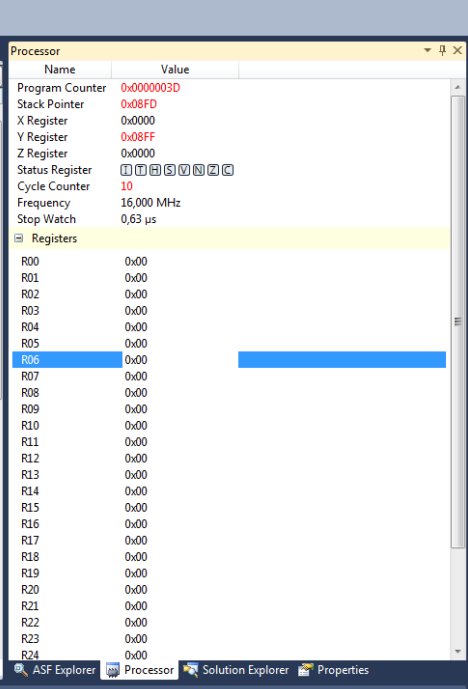 Processor
Name Value
Program Counter 0x0000003D
Stack Pointer 0x08FD
X Register 0x0000
Y Register 0x08FF
Z Register 0x0000
Status Register I T H S V N Z C
Cycle Counter 10
Frequency 16,000 MHz
Stop Watch 0,63 µs
Registers
R00 0x00
R01 0x00
R02 0x00
R03 0x00
R04 0x00
R05 0x00
R06 0x00
R07 0x00
R08 0x00
R09 0x00
R10 0x00
R11 0x00
R12 0x00
R13 0x00
R14 0x00
R15 0x00
R16 0x00
R17 0x00
R18 0x00
R19 0x00
R20 0x00
R21 0x00
R22 0x00
R23 0x00
R24 0x00
ASF Explorer Processor Solution Explorer Properties